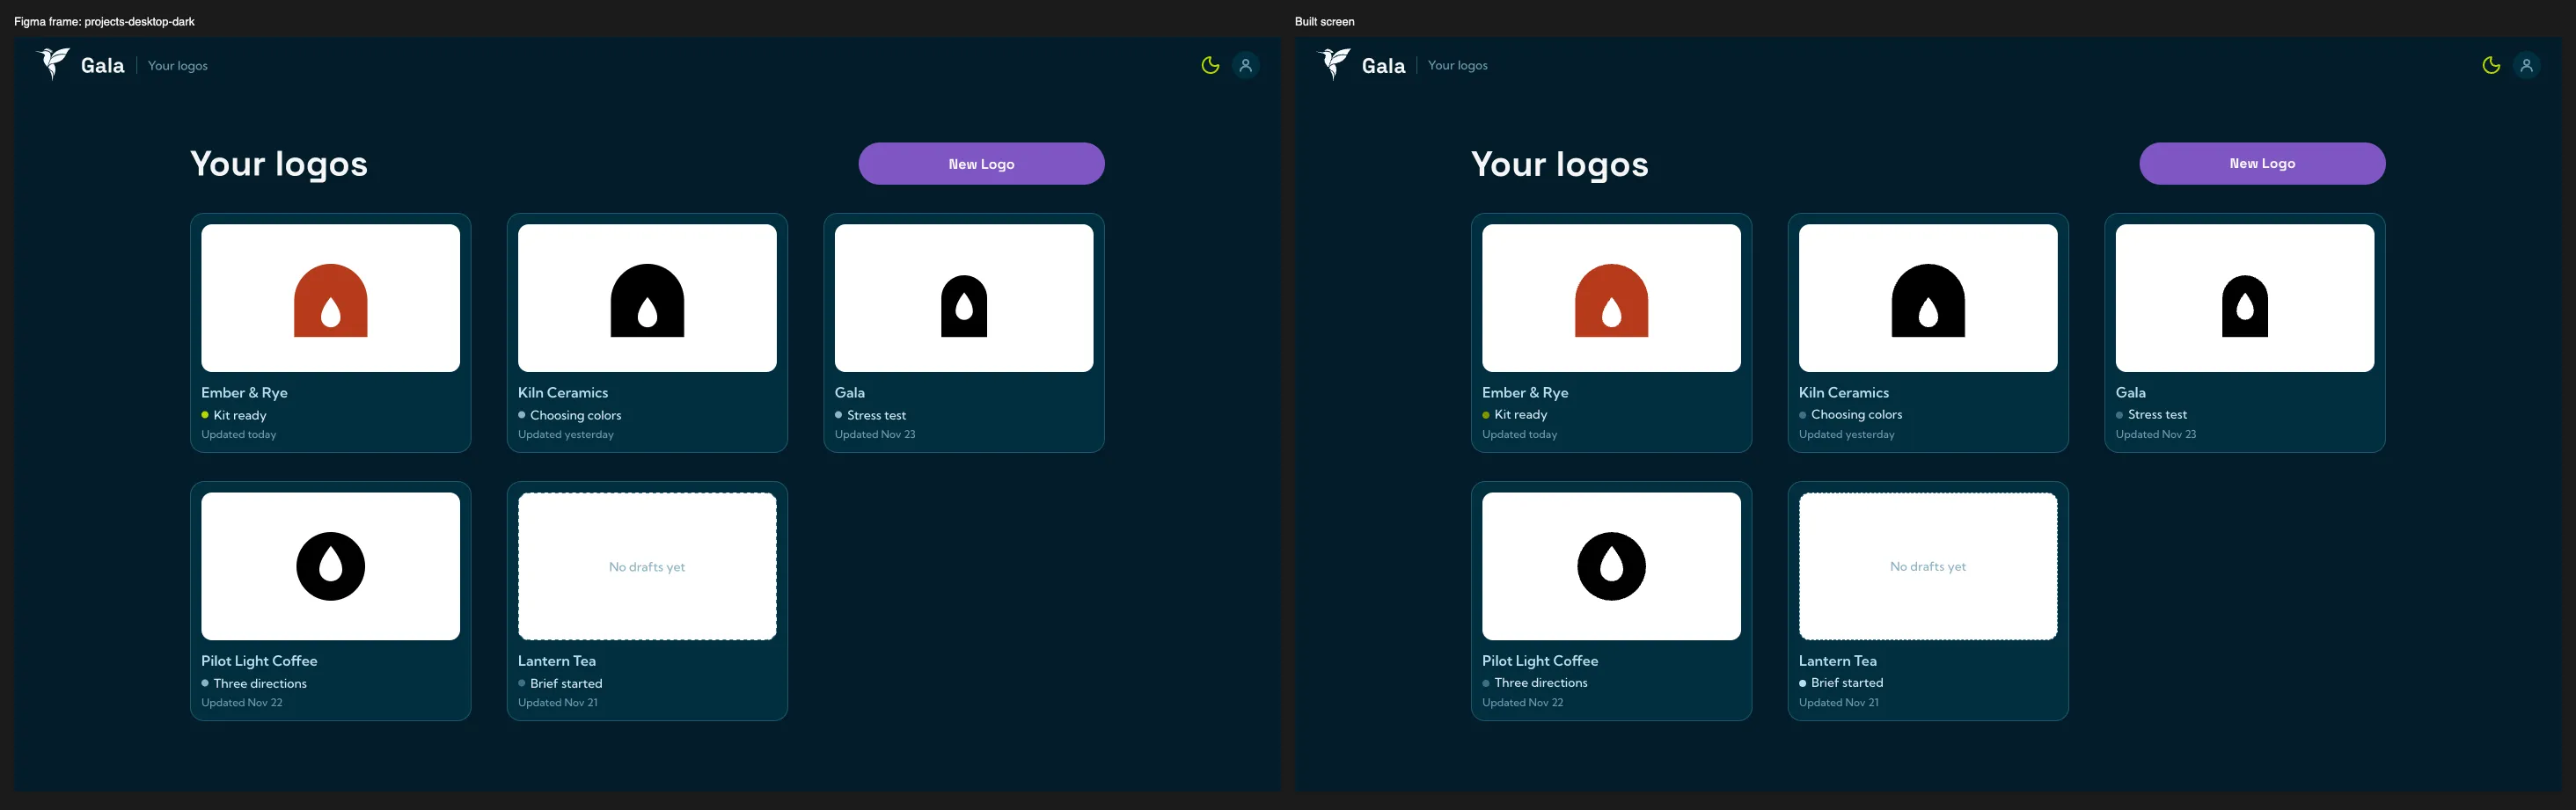 Figma frame: projects-desktop-dark
Gala
Your logos
Your logos
New Logo
Ember & Rye
Kit ready
Updated today
Kiln Ceramics
Choosing colors
Updated yesterday
Gala
Stress test
Updated Nov 23
Pilot Light Coffee
Three directions
Updated Nov 22
No drafts yet
Lantern Tea
Brief started
Updated Nov 21
Built screen
Gala
Your logos
Your logos
New Logo
Ember & Rye
Kit ready
Updated today
Kiln Ceramics
Choosing colors
Updated yesterday
Gala
Stress test
Updated Nov 23
Pilot Light Coffee
Three directions
Updated Nov 22
No drafts yet
Lantern Tea
Brief started
Updated Nov 21